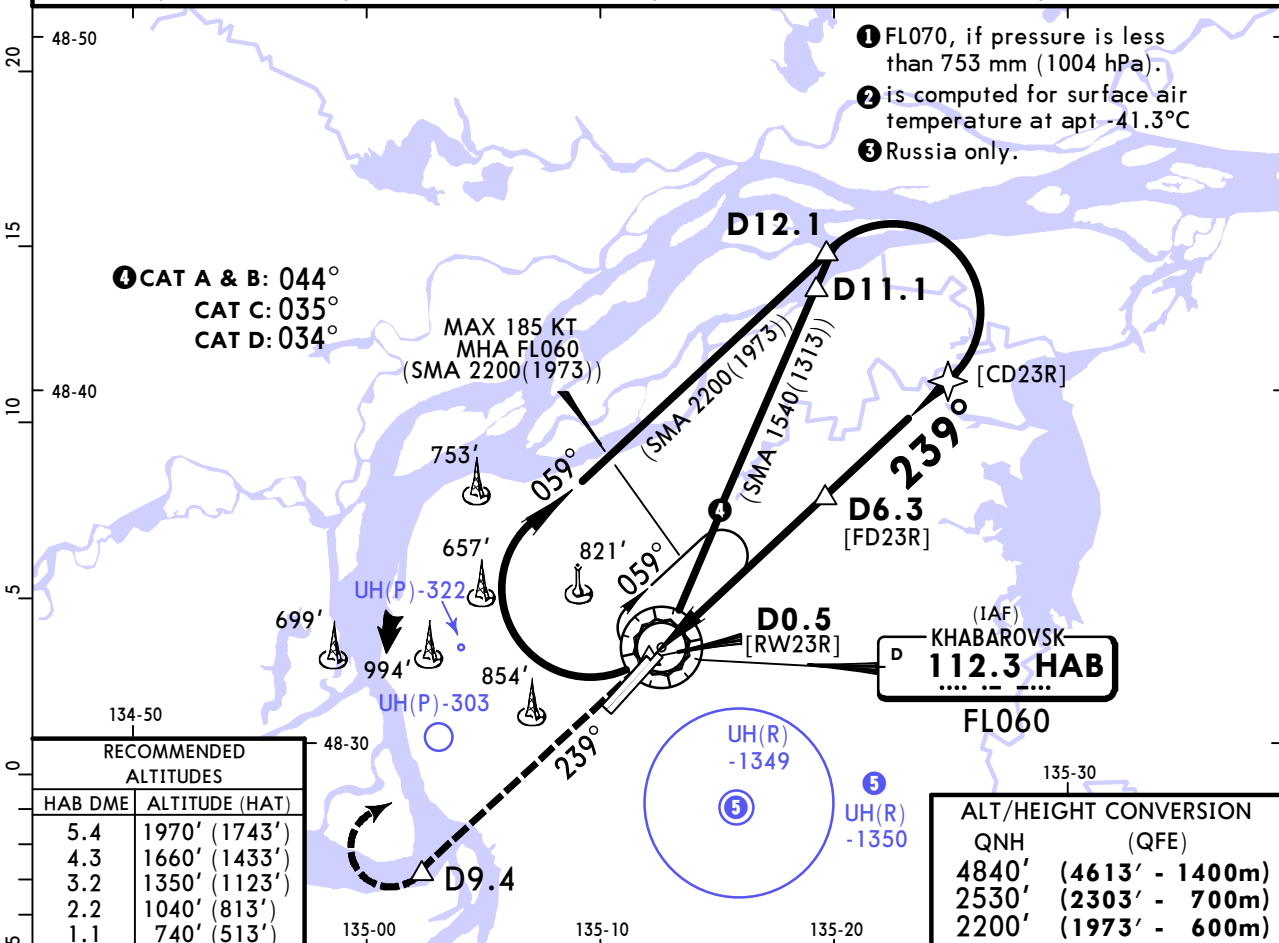 48-50
20
15
10
5
0
5
❶ FL070, if pressure is less
than 753 mm (1004 hPa).
❷ is computed for surface air
temperature at apt -41.3°C
❸ Russia only.
❹ CAT A & B: 044°
CAT C: 035°
CAT D: 034°
D12.1
D11.1
MAX 185 KT
MHA FL060
(SMA 2200(1973))
(SMA 2200(1973))
(SMA 1540(1313))
48-40
[CD23R]
239°
753'
059°
❹
D6.3
[FD23R]
657'
821'
059°
UH(P)-322
699'
994'
854'
D0.5
[RW23R]
(IAF)
KHABAROVSK
D
112.3 HAB
FL060
UH(P)-303
134-50
48-30
239°
UH(R)
-1349
❺
❺
UH(R)
-1350
135-30
D9.4
135-00
135-10
135-20
RECOMMENDED
ALTITUDES
HAB DME ALTITUDE (HAT)
5.4 1970' (1743')
4.3 1660' (1433')
3.2 1350' (1123')
2.2 1040' (813')
1.1 740' (513')
ALT/HEIGHT CONVERSION
QNH (QFE)
4840' (4613' - 1400m)
2530' (2303' - 700m)
2200' (1973' - 600m)